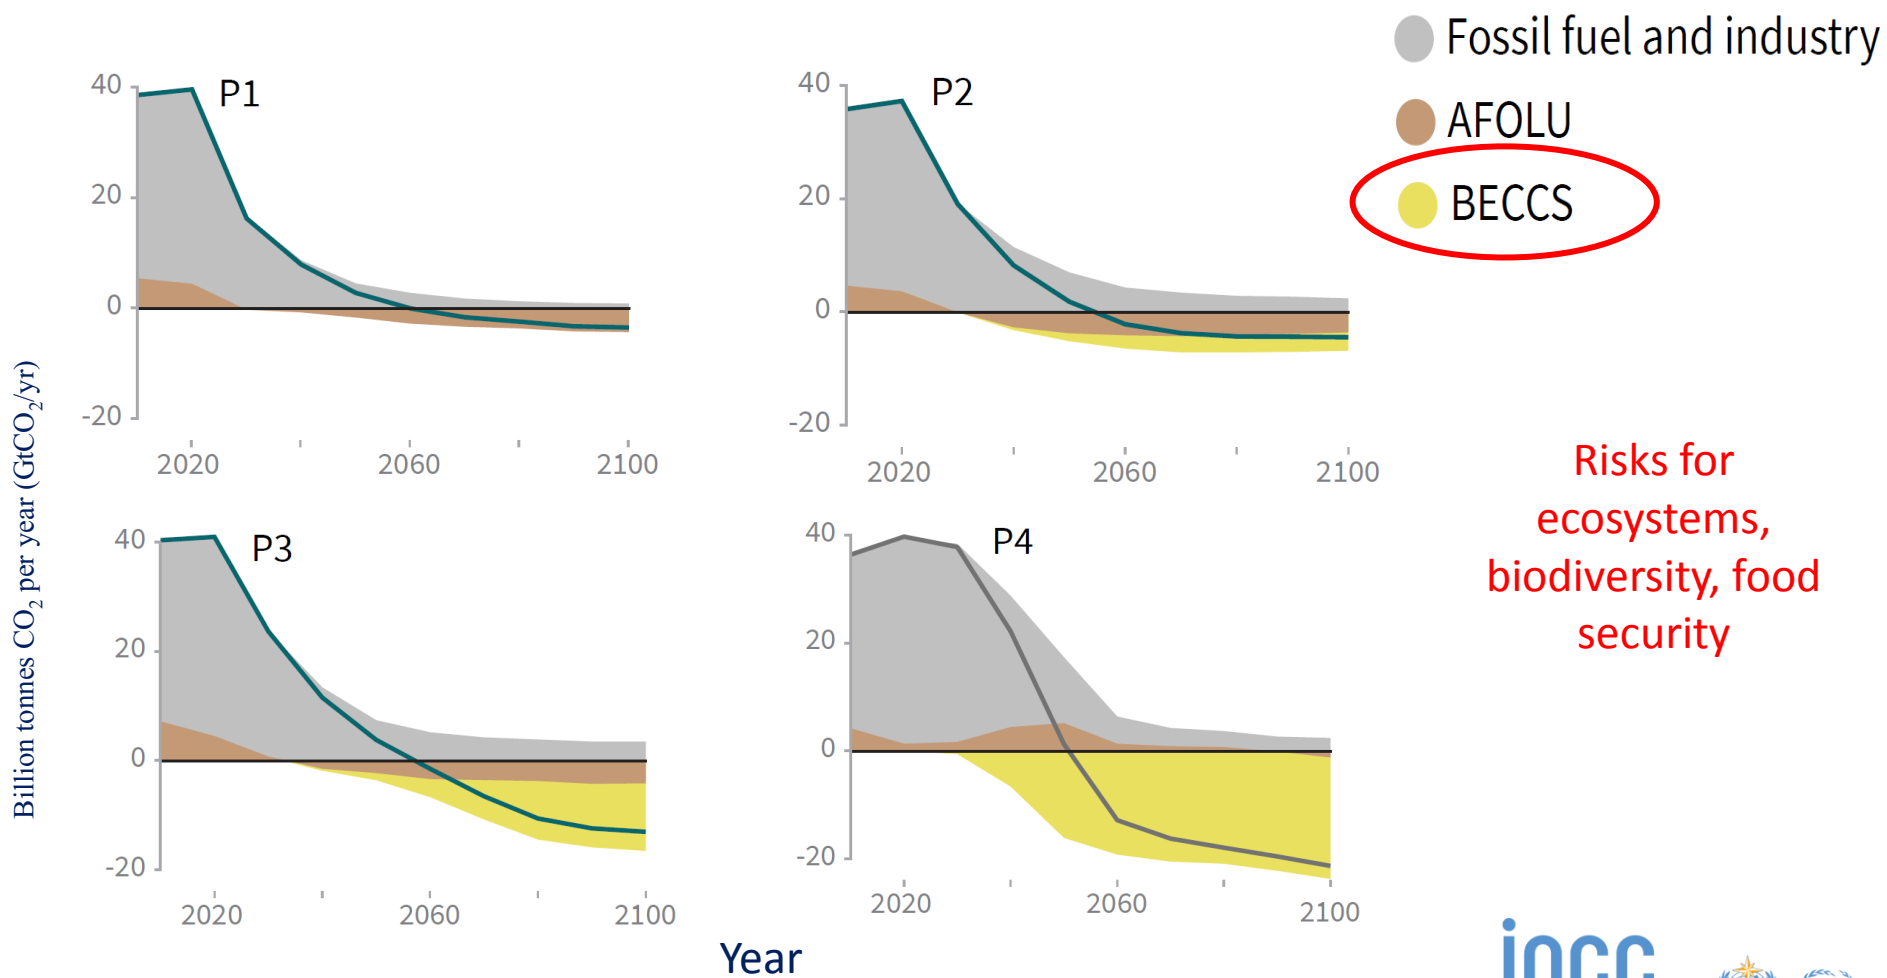 Fossil fuel and industry
AFOLU
BECCS
P1
40
20
0
-20
2020
2060
2100
P2
40
20
0
-20
2020
2060
2100
Billion tonnes CO₂ per year (GtCO₂/yr)
Risks for
ecosystems,
biodiversity, food
security
P3
40
20
0
-20
2020
2060
2100
P4
40
20
0
-20
2020
2060
2100
Year
ipcc